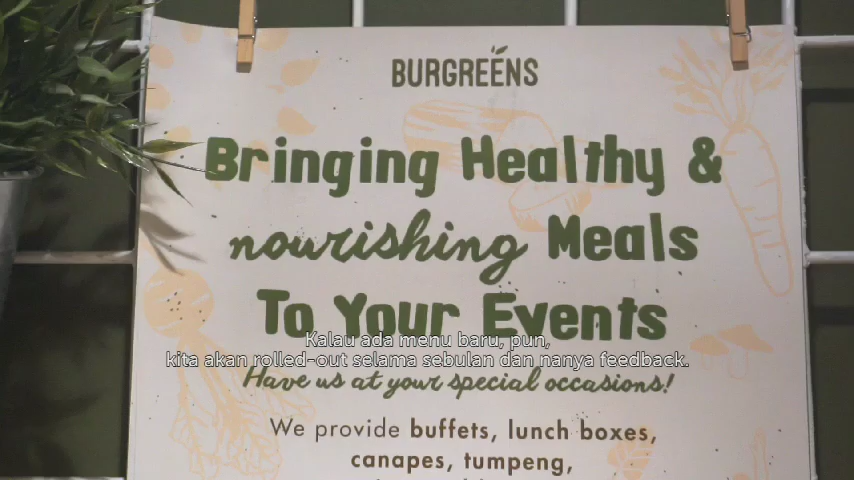 BURGREENS
Bringing Healthy &
nourishing Meals
To Your Events
Kalau ada menu baru, pun,
kita akan rolled-out selama sebulan dan nanya feedback.
Have us at your special occasions!
We provide buffets, lunch boxes,
canapes, tumpeng,